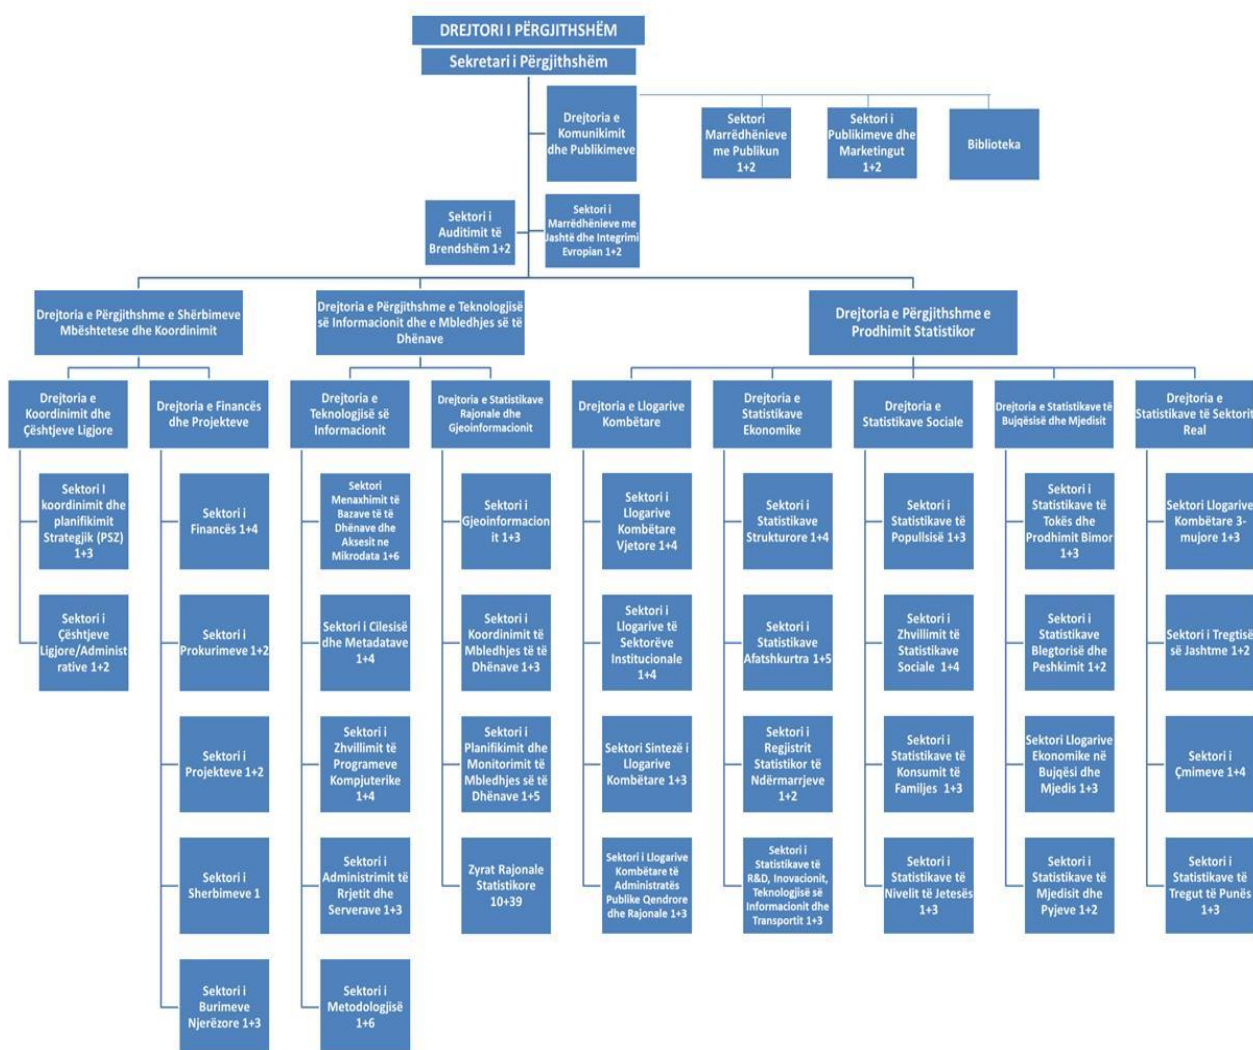 DREJTORI I PËRGJITHSHËM
Sekretari i Përgjithshëm
Drejtoria e
Komunikimit
dhe Publikimeve
Sektori
Marrëdhënieve
me Publikun
1+2
Sektori i
Publikimeve dhe
Marketingut
1+2
Biblioteka
Sektori i
Auditimit të
Brendshëm 1+2
Sektori i
Marrëdhënieve me
Jashtë dhe Integrimi
Evropian 1+2
Drejtoria e Përgjithshme e Shërbimeve
Mbështetese dhe Koordinimit
Drejtoria e Përgjithshme e Teknologjisë
së Informacionit dhe e Mbledhjes së të
Dhënave
Drejtoria e Përgjithshme e
Prodhimit Statistikor
Drejtoria e
Koordinimit dhe
Çështjeve Ligjore
Drejtoria e Financës
dhe Projekteve
Drejtoria e
Teknologjisë së
Informacionit
Drejtoria e Statistikave
Rajonale dhe
Gjeoinformacionit
Drejtoria e Llogarive
Kombëtare
Drejtoria e
Statistikave
Ekonomike
Drejtoria e
Statistikave Sociale
Drejtoria e Statistikave të
Bujqësisë dhe Mjedisit
Drejtoria e
Statistikave të Sektorit
Real
Sektori I
koordinimit dhe
planifikimit
Strategjik (PSZ)
1+3
Sektori i
Financës 1+4
Sektori
Menaxhimit të
Bazave të të
Dhënave dhe
Aksesit ne
Mikrodata 1+6
Sektori i
Gjeoinformacion
it 1+3
Sektori i
Llogarive
Kombëtare
Vjetore 1+4
Sektori i
Statistikave
Strukturore 1+4
Sektori i
Statistikave të
Popullsisë 1+3
Sektori i
Statistikave të
Tokës dhe
Prodhimit Bimor
1+3
Sektori Llogarive
Kombëtare 3-
mujore 1+3
Sektori i
Çështjeve
Ligjore/Administ
rative 1+2
Sektori i
Prokurimeve 1+2
Sektori i Cilesisë
dhe Metadatave
1+4
Sektori i
Koordinimit të
Mbledhjes të të
Dhënave 1+3
Sektori i
Llogarive të
Sektorëve
Institucionale
1+4
Sektori i
Statistikave
Afatshkurtra 1+5
Sektori i
Zhvillimit të
Statistikave
Sociale 1+4
Sektori i
Statistikave
Blegtorisë dhe
Peshkimit 1+2
Sektori i Tregtisë
së Jashtme 1+2
Sektori i
Projekteve 1+2
Sektori i
Zhvillimit të
Programeve
Kompjuterike
1+4
Sektori i
Planifikimit dhe
Monitorimit të
Mbledhjes së të
Dhënave 1+5
Sektori Sintezë i
Llogarive
Kombëtare 1+3
Sektori i
Regjistrit
Statistikor të
Ndërmarrjeve
1+2
Sektori i
Statistikave të
Konsumit të
Familjes 1+3
Sektori Llogarive
Ekonomike në
Bujqësi dhe
Mjedis 1+3
Sektori i
Çmimeve 1+4
Sektori i
Sherbimeve 1
Sektori i
Administrimit të
Rrjetit dhe
Serverave 1+3
Zyrat Rajonale
Statistikore
10+39
Sektori i Llogarive
Kombëtare të
Administratës
Publike Qendrore
dhe Rajonale 1+3
Sektori i
Statistikave të
R&D, Inovacionit,
Teknologjisë së
Informacionit dhe
Transportit 1+3
Sektori i
Statistikave të
Nivelit të Jetesës
1+3
Sektori i
Statistikave të
Mjedisit dhe
Pyjeve 1+2
Sektori i
Statistikave të
Tregut të Punës
1+3
Sektori i
Burimeve
Njerëzore 1+3
Sektori i
Metodologjisë
1+6